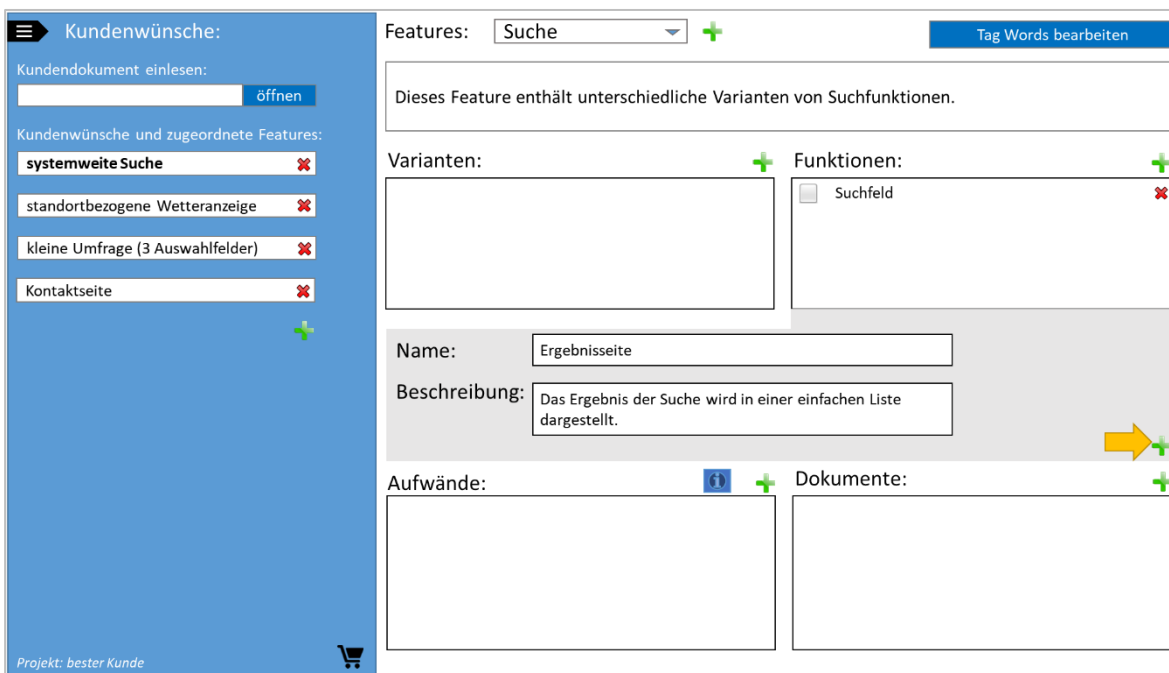 Kundenwünsche:
Kundendokument einlesen:
öffnen
Kundenwünsche und zugeordnete Features:
systemweite Suche
standortbezogene Wetteranzeige
kleine Umfrage (3 Auswahlfelder)
Kontaktseite
Projekt: bester Kunde
Features:
Suche
Tag Words bearbeiten
Dieses Feature enthält unterschiedliche Varianten von Suchfunktionen.
Varianten:
Funktionen:
Suchfeld
Name:
Ergebnisseite
Beschreibung:
Das Ergebnis der Suche wird in einer einfachen Liste
dargestellt.
Aufwände:
Dokumente: